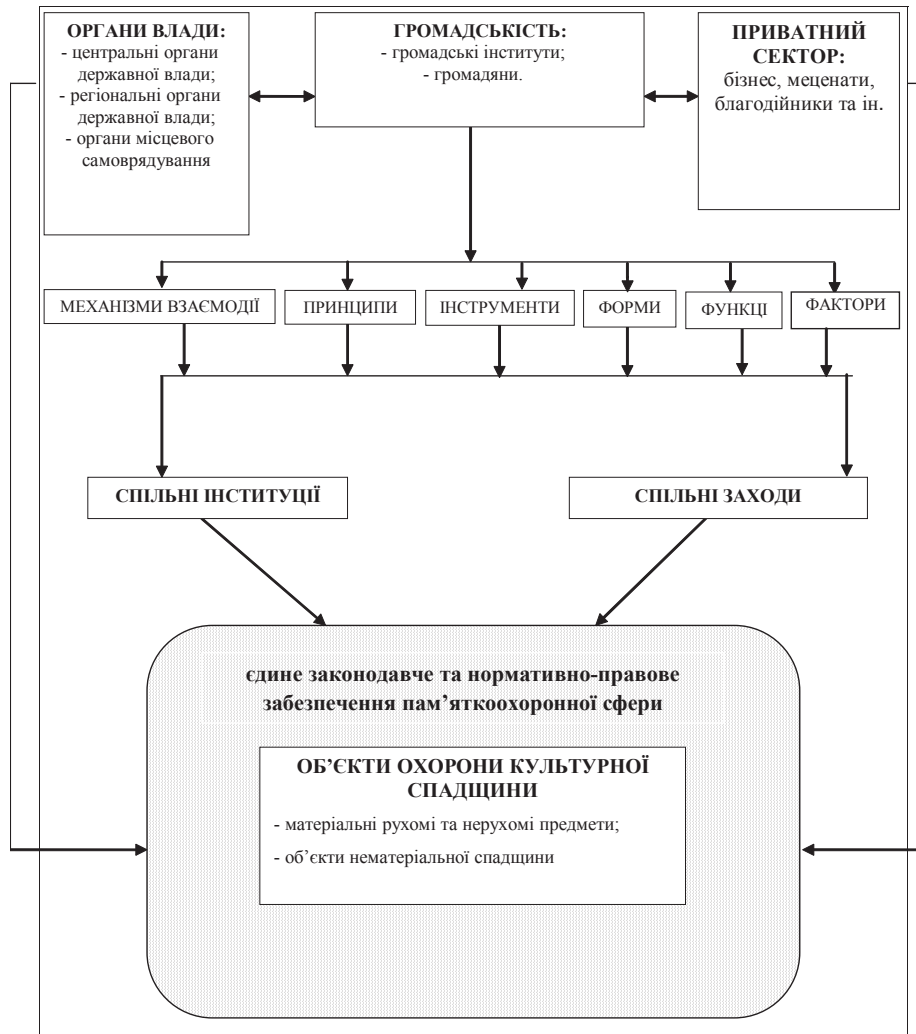 ОРГАНИ ВЛАДИ:
- центральні органи
державної влади;
- регіональні органи
державної влади;
- органи місцевого
самоврядування
ГРОМАДСЬКІСТЬ:
- громадські інститути;
- громадяни.
ПРИВАТНИЙ
СЕКТОР:
бізнес, меценати,
благодійники та ін.
МЕХАНІЗМИ ВЗАЄМОДІЇ
ПРИНЦИПИ
ІНСТРУМЕНТИ
ФОРМИ
ФУНКЦІ
ФАКТОРИ
СПІЛЬНІ ІНСТИТУЦІЇ
СПІЛЬНІ ЗАХОДИ
єдине законодавче та нормативно-правове
забезпечення пам’яткоохоронної сфери
ОБ’ЄКТИ ОХОРОНИ КУЛЬТУРНОЇ
СПАДЩИНИ
- матеріальні рухомі та нерухомі предмети;
- об’єкти нематеріальної спадщини